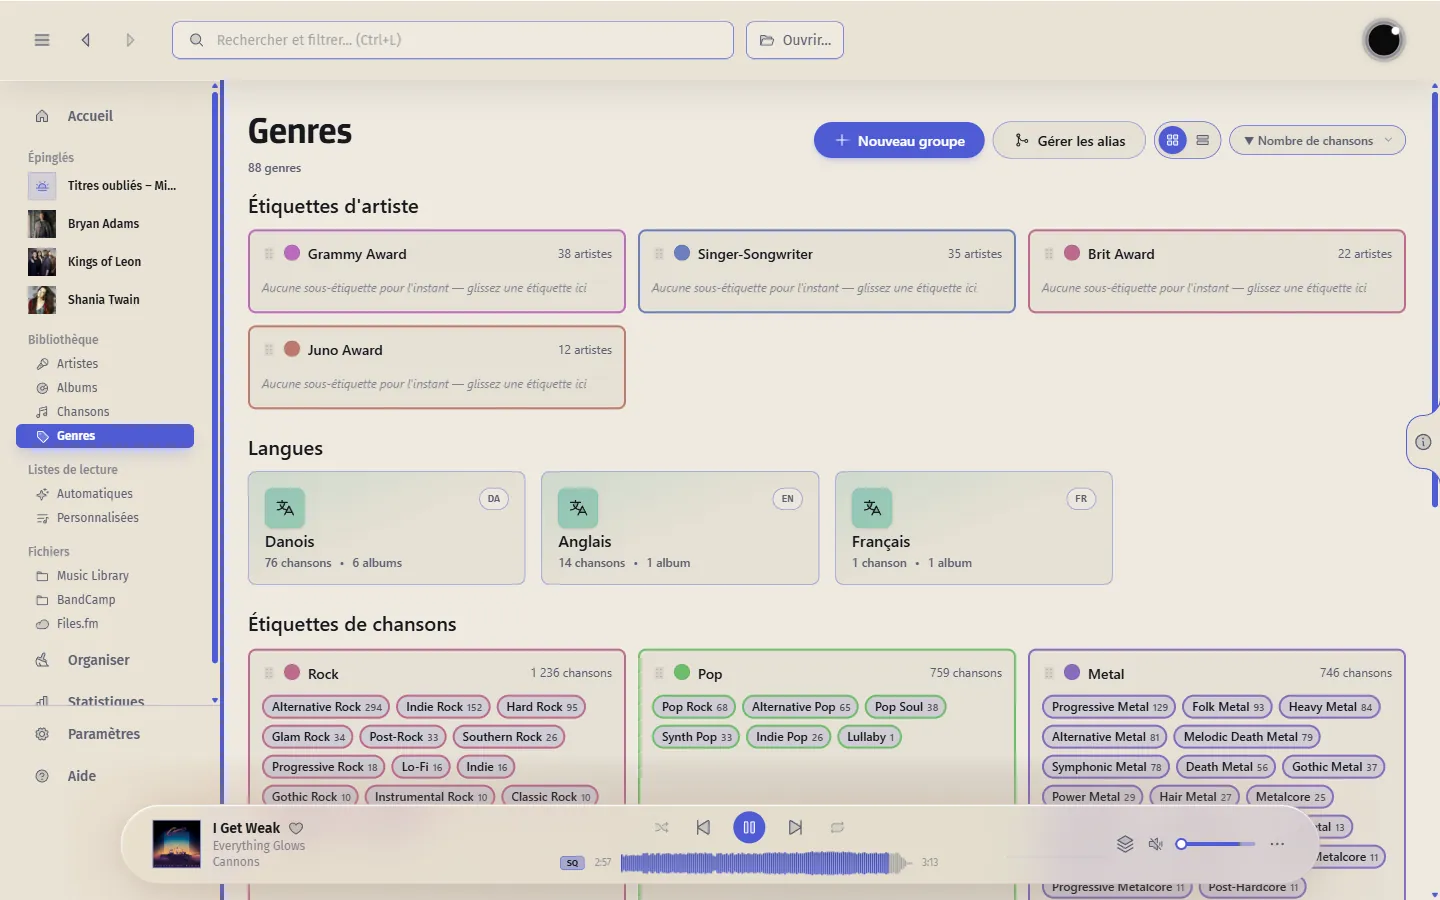 Rechercher et filtrer... (Ctrl+L)
Ouvrir...
Accueil
Épinglés
Titres oubliés – Mi...
Bryan Adams
Kings of Leon
Shania Twain
Bibliothèque
Artistes
Albums
Chansons
Genres
Listes de lecture
Automatiques
Personnalisées
Fichiers
Music Library
BandCamp
Files.fm
Organiser
Statistiques
Paramètres
Aide
Genres
88 genres
Nouveau groupe
Gérer les alias
▼ Nombre de chansons
Étiquettes d'artiste
Grammy Award 38 artistes
Aucune sous-étiquette pour l'instant — glissez une étiquette ici
Singer-Songwriter 35 artistes
Aucune sous-étiquette pour l'instant — glissez une étiquette ici
Brit Award 22 artistes
Aucune sous-étiquette pour l'instant — glissez une étiquette ici
Juno Award 12 artistes
Aucune sous-étiquette pour l'instant — glissez une étiquette ici
Langues
DA
Danois
76 chansons • 6 albums
EN
Anglais
14 chansons • 1 album
FR
Français
1 chanson • 1 album
Étiquettes de chansons
Rock 1 236 chansons
Alternative Rock 294 Indie Rock 152 Hard Rock 95
Glam Rock 34 Post-Rock 33 Southern Rock 26
Progressive Rock 18 Lo-Fi 16 Indie 16
Gothic Rock 10 Instrumental Rock 10 Classic Rock 10
Pop 759 chansons
Pop Rock 68 Alternative Pop 65 Pop Soul 38
Synth Pop 33 Indie Pop 26 Lullaby 1
Metal 746 chansons
Progressive Metal 129 Folk Metal 93 Heavy Metal 84
Alternative Metal 81 Melodic Death Metal 79
Symphonic Metal 78 Death Metal 56 Gothic Metal 37
Power Metal 29 Hair Metal 27 Metalcore 25
tal 13
Metalcore 11
Progressive Metalcore 11 Post-Hardcore 11
I Get Weak
Everything Glows
Cannons
SQ 2:57 3:13